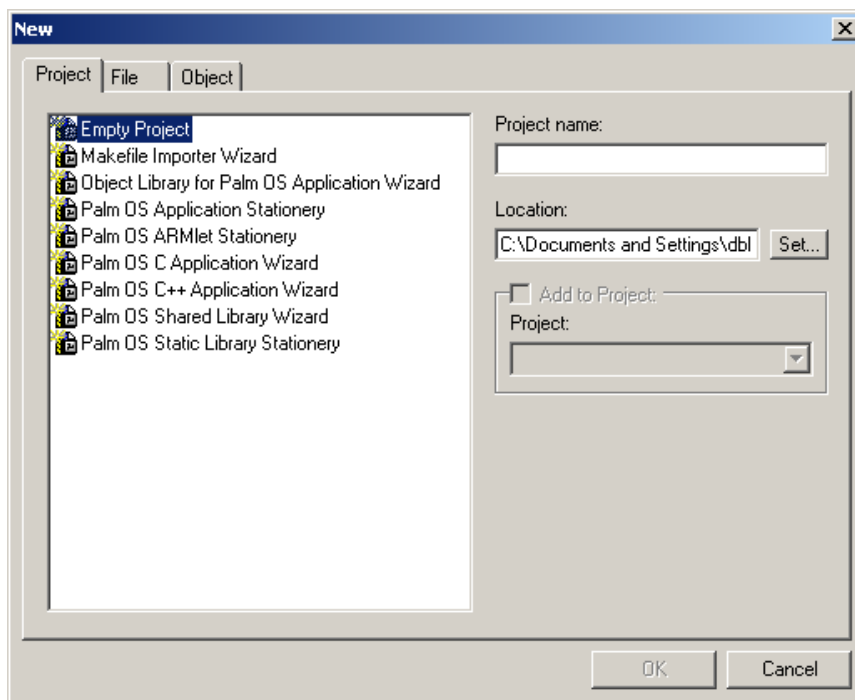 New
Project
File
Object
Empty Project
Makefile Importer Wizard
Object Library for Palm OS Application Wizard
Palm OS Application Stationery
Palm OS ARMlet Stationery
Palm OS C Application Wizard
Palm OS C++ Application Wizard
Palm OS Shared Library Wizard
Palm OS Static Library Stationery
Project name:
Location:
C:\Documents and Settings\dbl
Set...
Add to Project:
Project:
OK
Cancel